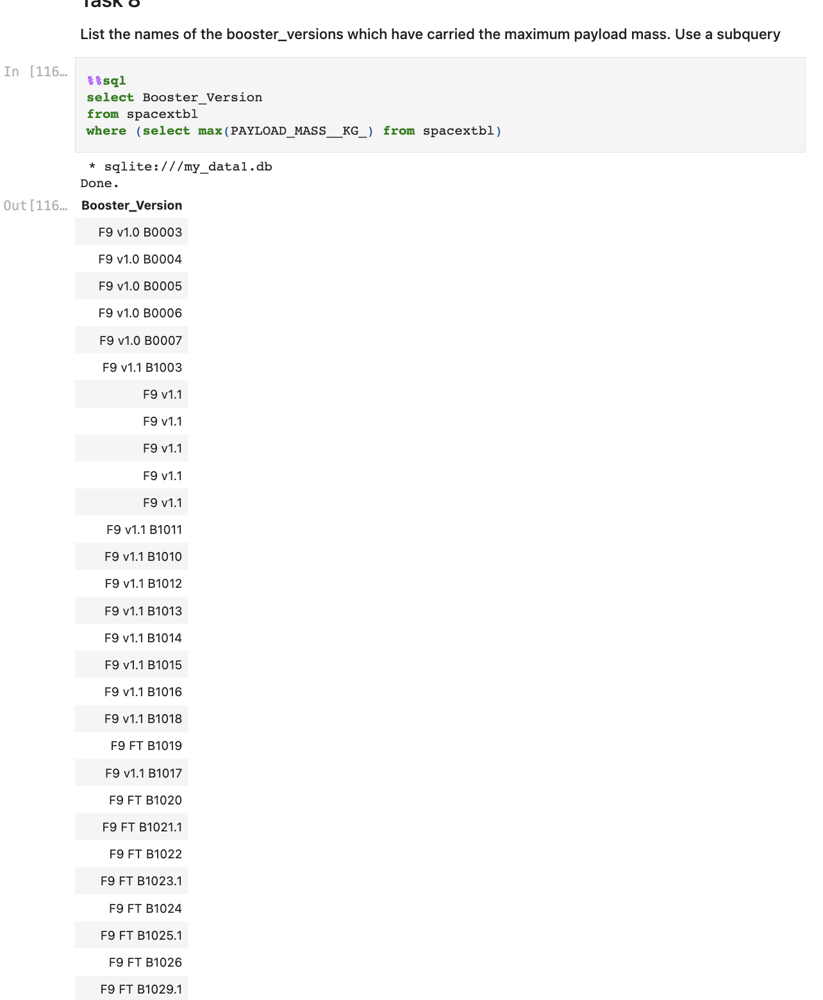 Task 8
List the names of the booster_versions which have carried the maximum payload mass. Use a subquery
In [116…
%%sql
select Booster_Version
from spacextbl
where (select max(PAYLOAD_MASS__KG_) from spacextbl)
* sqlite:///my_data1.db
Done.
Out[116…
Booster_Version
F9 v1.0 B0003
F9 v1.0 B0004
F9 v1.0 B0005
F9 v1.0 B0006
F9 v1.0 B0007
F9 v1.1 B1003
F9 v1.1
F9 v1.1
F9 v1.1
F9 v1.1
F9 v1.1
F9 v1.1 B1011
F9 v1.1 B1010
F9 v1.1 B1012
F9 v1.1 B1013
F9 v1.1 B1014
F9 v1.1 B1015
F9 v1.1 B1016
F9 v1.1 B1018
F9 FT B1019
F9 v1.1 B1017
F9 FT B1020
F9 FT B1021.1
F9 FT B1022
F9 FT B1023.1
F9 FT B1024
F9 FT B1025.1
F9 FT B1026
F9 FT B1029.1